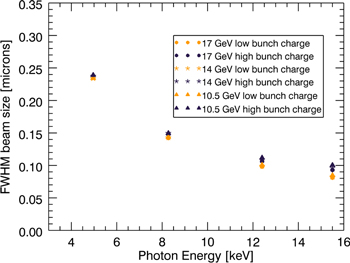 FWHM beam size [microns]
0.35
0.30
0.25
0.20
0.15
0.10
0.05
0.00
17 GeV low bunch charge
17 GeV high bunch charge
14 GeV low bunch charge
14 GeV high bunch charge
10.5 GeV low bunch charge
10.5 GeV high bunch charge
4 6 8 10 12 14 16
Photon Energy [keV]